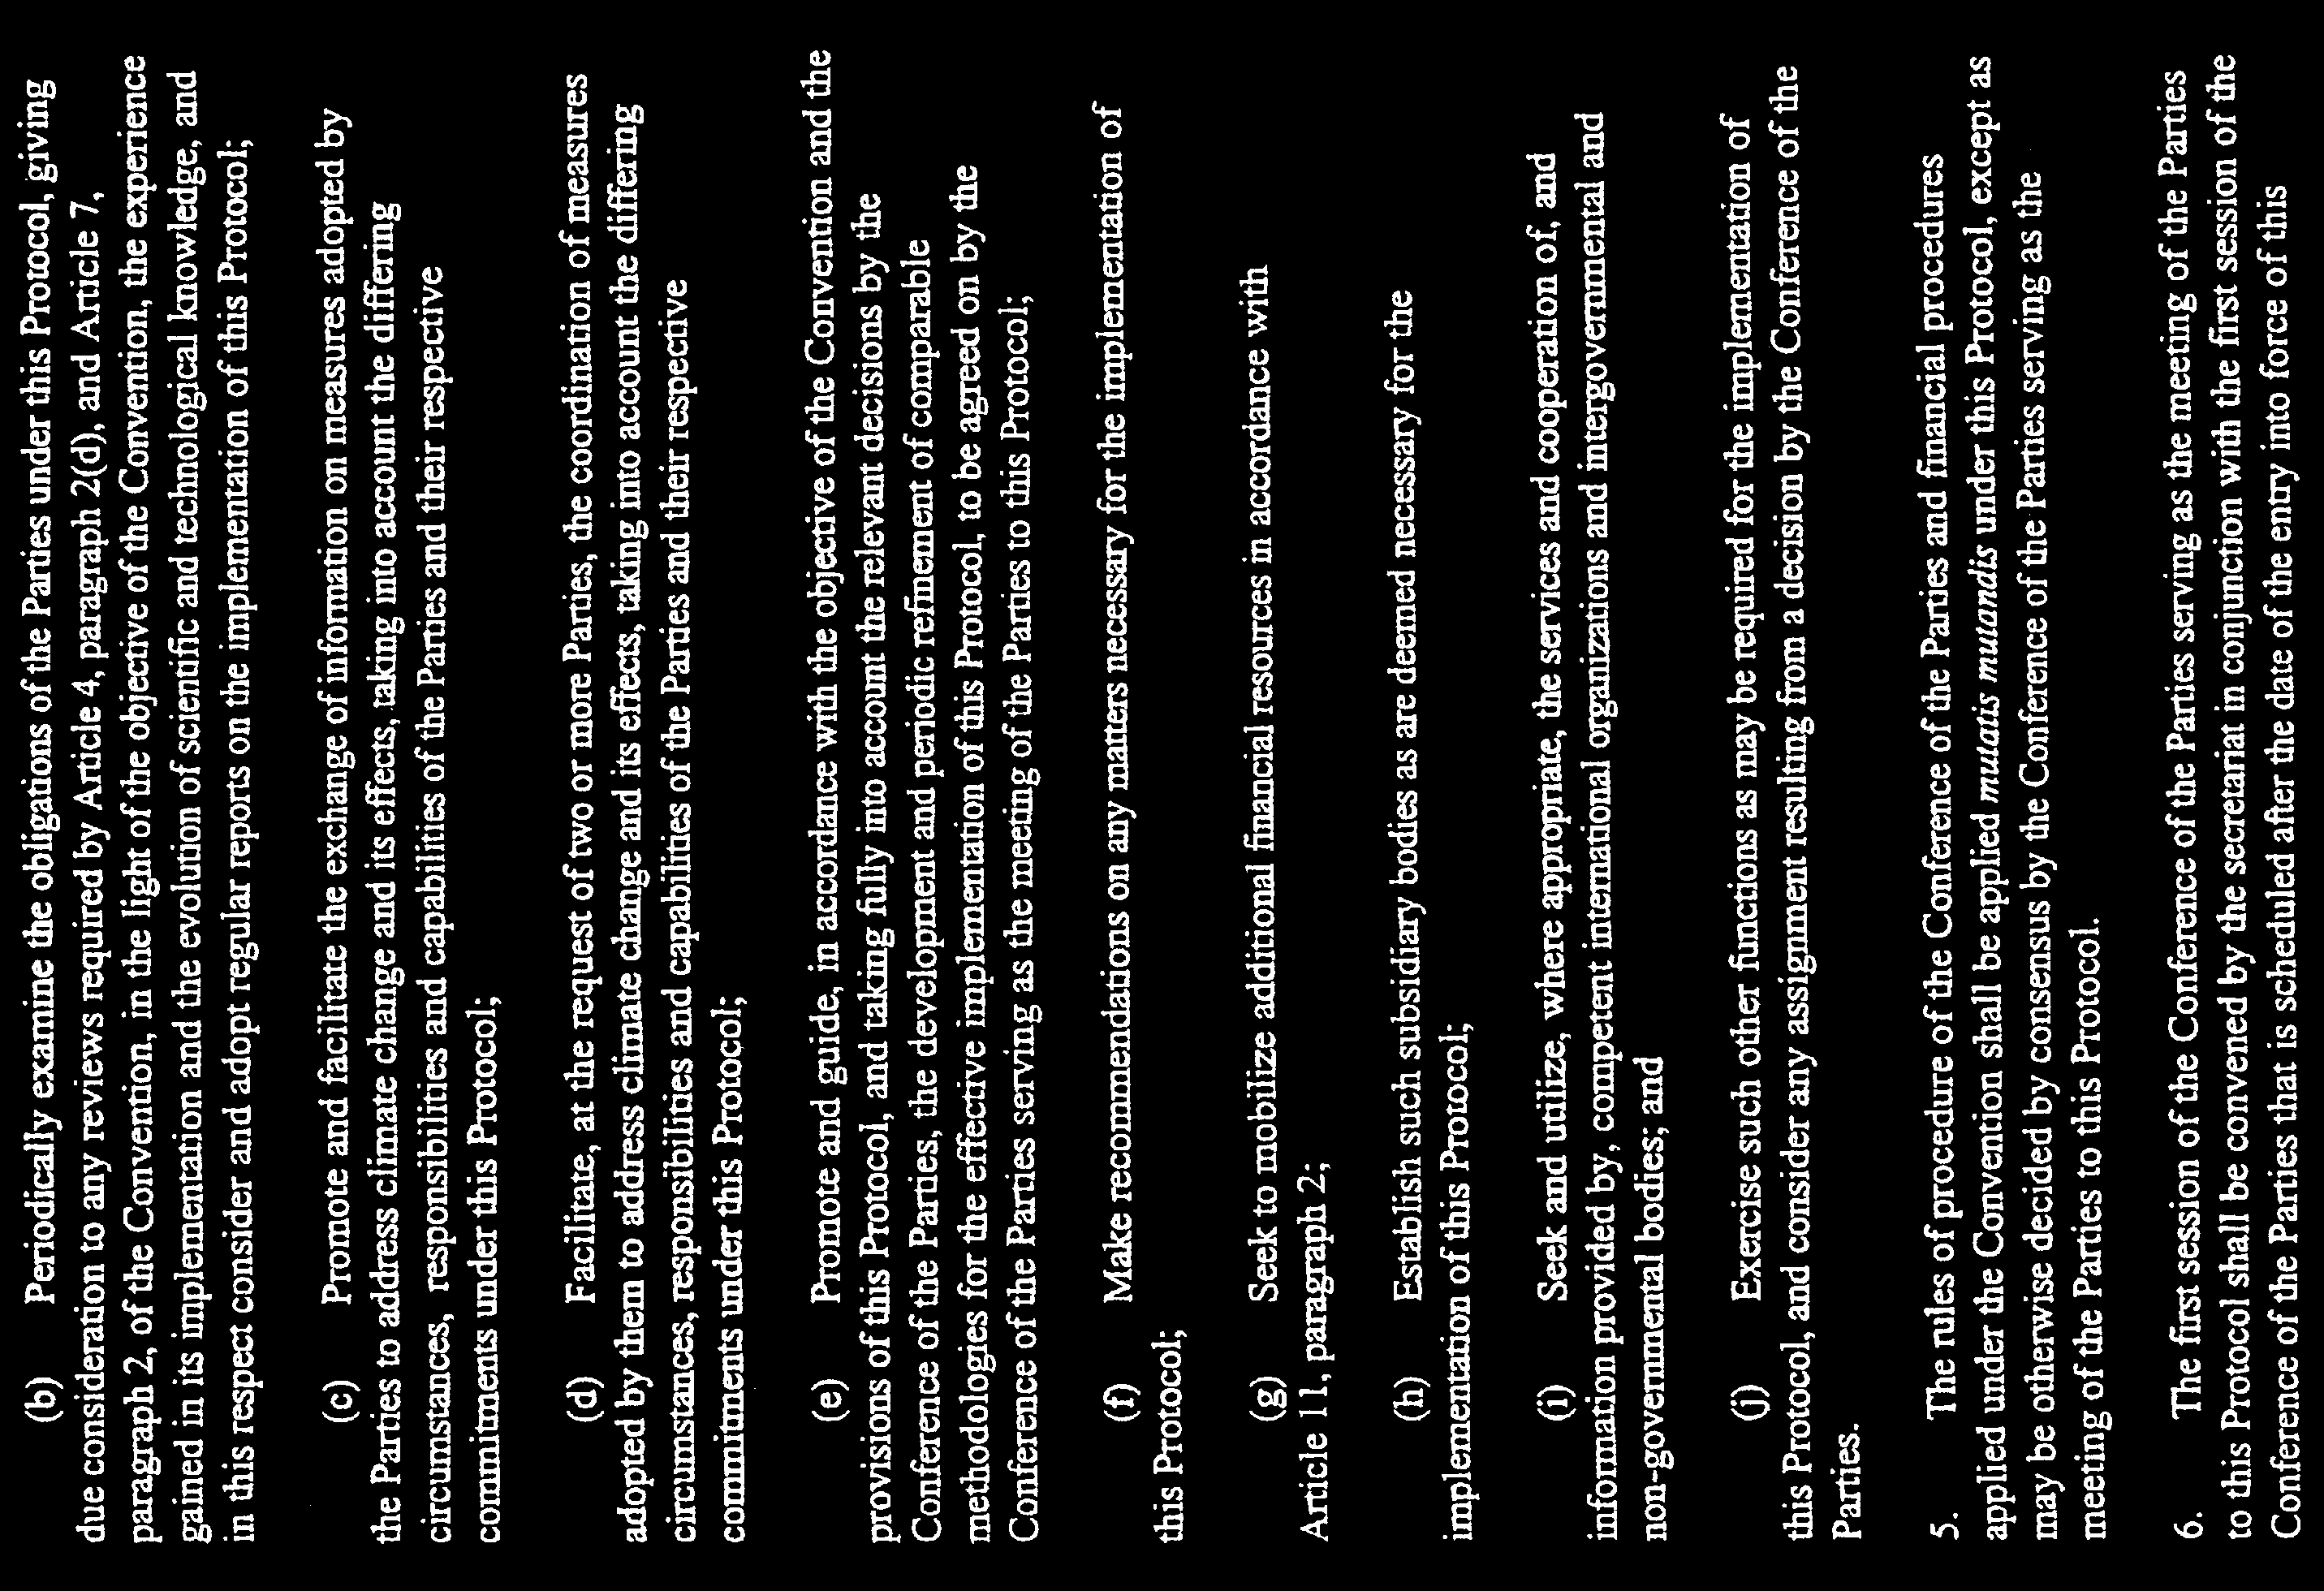 (b) Periodically examine the obligations of the Parties under this Protocol, giving
due consideration to any reviews required by Article 4, paragraph 2(d), and Article 7,
paragraph 2, of the Convention, in the light of the objective of the Convention, the experience
gained in its implementation and the evolution of scientific and technological knowledge, and
in this respect consider and adopt regular reports on the implementation of this Protocol;
(c) Promote and facilitate the exchange of information on measures adopted by
the Parties to address climate change and its effects, taking into account the differing
circumstances, responsibilities and capabilities of the Parties and their respective
commitments under this Protocol;
(d) Facilitate, at the request of two or more Parties, the coordination of measures
adopted by them to address climate change and its effects, taking into account the differing
circumstances, responsibilities and capabilities of the Parties and their respective
commitments under this Protocol;
(e) Promote and guide, in accordance with the objective of the Convention and the
provisions of this Protocol, and taking fully into account the relevant decisions by the
Conference of the Parties, the development and periodic refinement of comparable
methodologies for the effective implementation of this Protocol, to be agreed on by the
Conference of the Parties serving as the meeting of the Parties to this Protocol;
(f) Make recommendations on any matters necessary for the implementation of
this Protocol;
(g) Seek to mobilize additional financial resources in accordance with
Article 11, paragraph 2;
(h) Establish such subsidiary bodies as are deemed necessary for the
implementation of this Protocol;
(i) Seek and utilize, where appropriate, the services and cooperation of, and
information provided by, competent international organizations and intergovernmental and
non-governmental bodies; and
(j) Exercise such other functions as may be required for the implementation of
this Protocol, and consider any assignment resulting from a decision by the Conference of the
Parties.
5. The rules of procedure of the Conference of the Parties and financial procedures
applied under the Convention shall be applied mutatis mutandis under this Protocol, except as
may be otherwise decided by consensus by the Conference of the Parties serving as the
meeting of the Parties to this Protocol.
6. The first session of the Conference of the Parties serving as the meeting of the Parties
to this Protocol shall be convened by the secretariat in conjunction with the first session of the
Conference of the Parties that is scheduled after the date of the entry into force of this